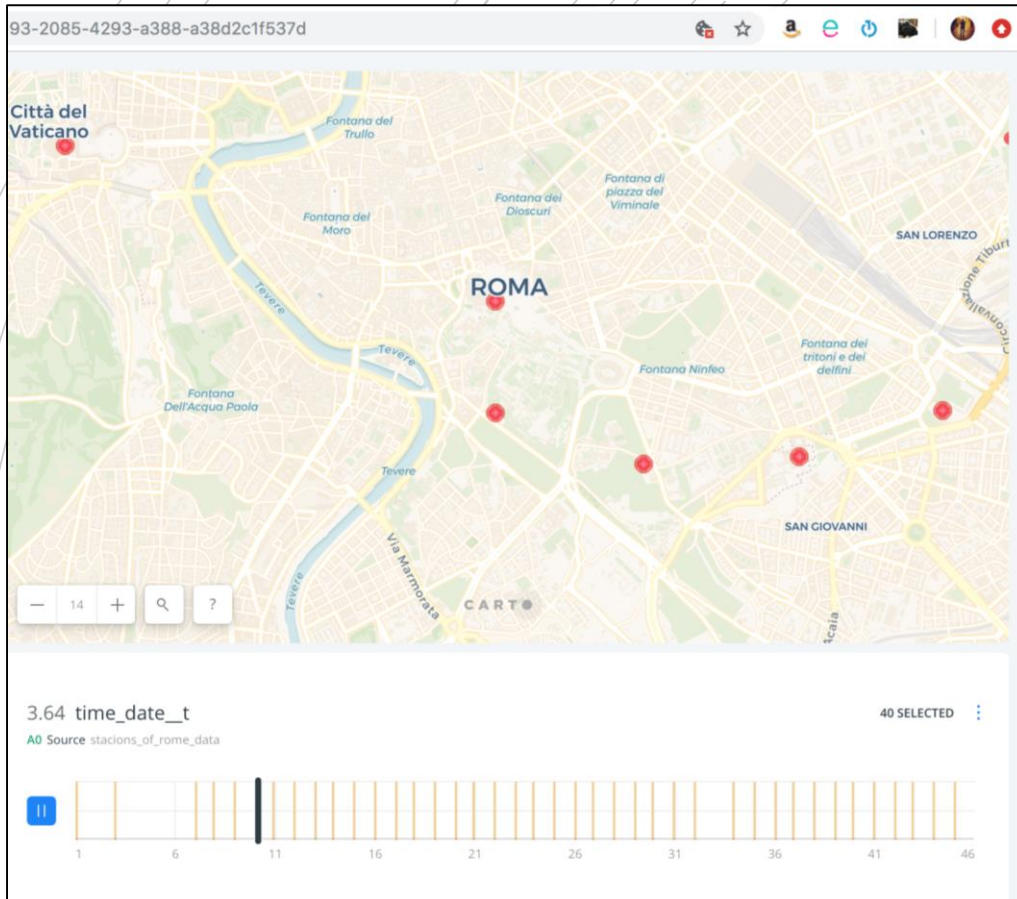 93-2085-4293-a388-a38d2c1f537d
Città del
Vaticano
Fontana del
Trullo
Fontana di
piazza del
Viminale
Fontana dei
Dioscuri
Fontana del
Moro
SAN LORENZO
Circonvallazione Tiburt
ROMA
Tevere
Tevere
Fontana dei
tritoni e dei
delfini
Fontana Ninfeo
Fontana
Dell'Acqua Paola
Tevere
SAN GIOVANNI
Via Marmorata
Tevere
Acaia
− 14 + ?
CARTO
3.64 time_date__t
40 SELECTED
A0 Source stacions_of_rome_data
1 6 11 16 21 26 31 36 41 46